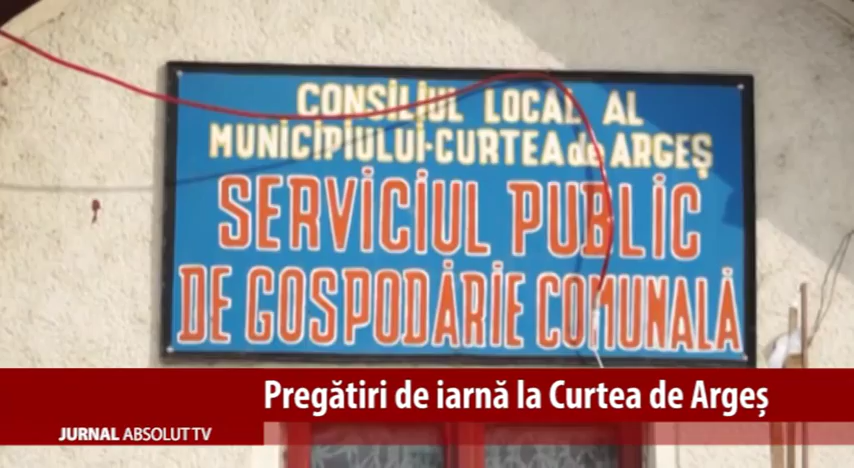 CONSILIUL LOCAL AL
MUNICIPIULUI-CURTEA de ARGEȘ
SERVICIUL PUBLIC
DE GOSPODĂRIE COMUNALĂ
Pregătiri de iarnă la Curtea de Argeș
JURNAL ABSOLUT TV